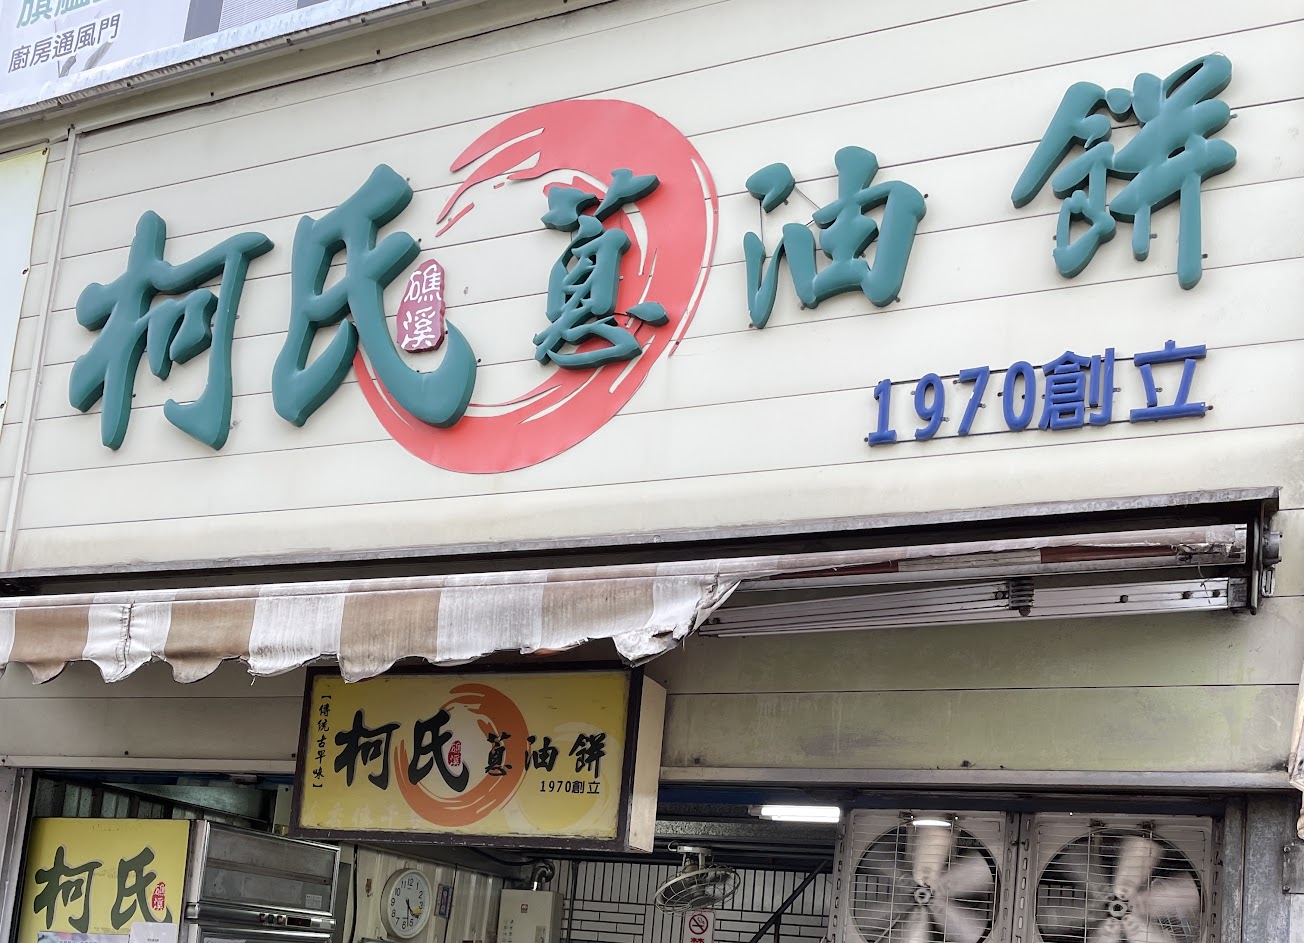 廚房通風門
柯氏蔥油餅
礁溪
1970創立
【傳統古早味】
柯氏蔥油餅
礁溪
1970創立
柯氏
礁溪